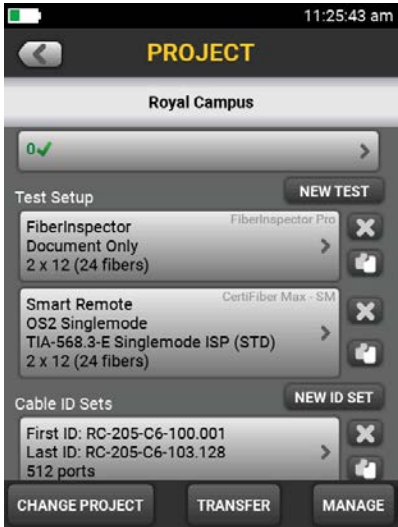 11:25:43 am
PROJECT
Royal Campus
0✓
Test Setup
NEW TEST
FiberInspector Pro
FiberInspector
Document Only
2 x 12 (24 fibers)
CertiFiber Max - SM
Smart Remote
OS2 Singlemode
TIA-568.3-E Singlemode ISP (STD)
2 x 12 (24 fibers)
Cable ID Sets
NEW ID SET
First ID: RC-205-C6-100.001
Last ID: RC-205-C6-103.128
512 ports
CHANGE PROJECT
TRANSFER
MANAGE